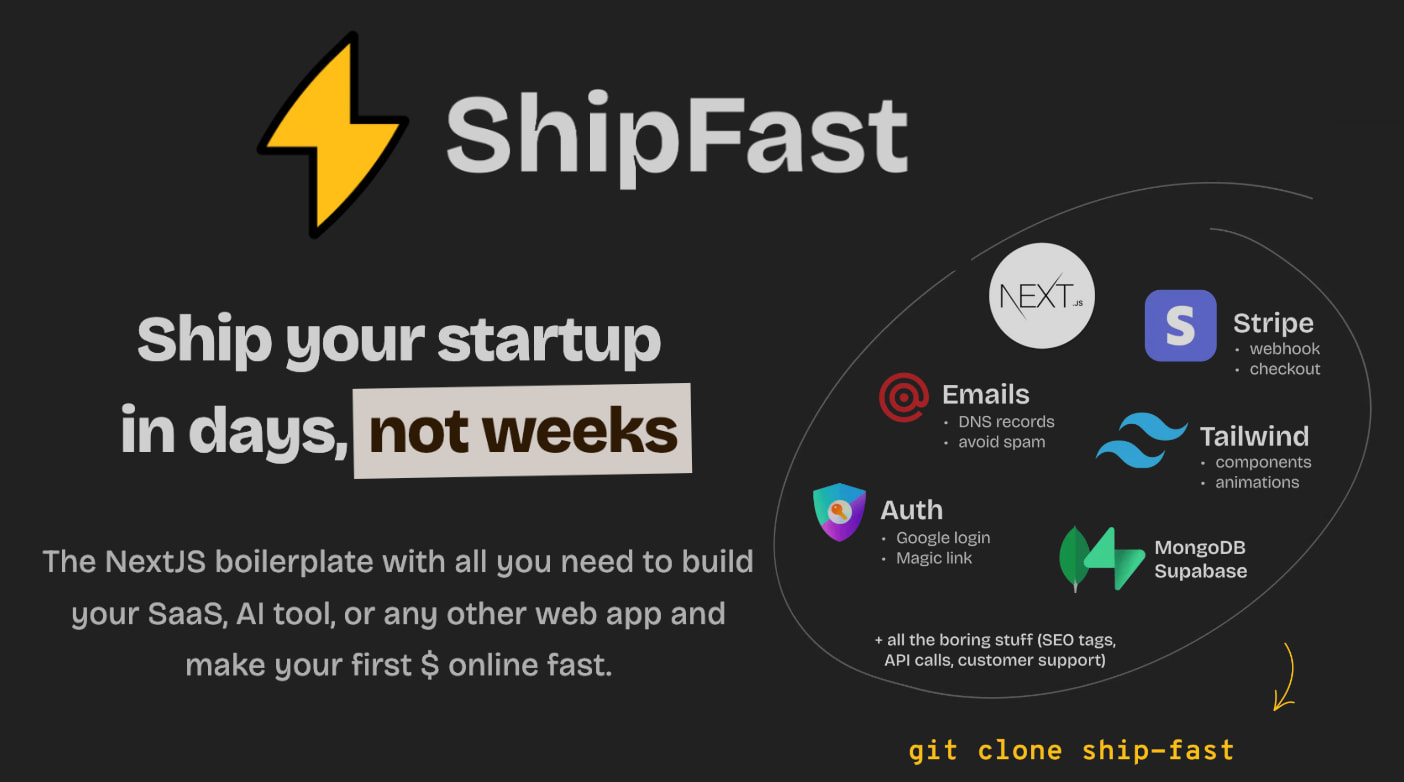 ShipFast
Ship your startup
in days, not weeks
The NextJS boilerplate with all you need to build
your SaaS, AI tool, or any other web app and
make your first $ online fast.
NEXT.JS
S
Stripe
• webhook
• checkout
Emails
• DNS records
• avoid spam
Tailwind
• components
• animations
Auth
• Google login
• Magic link
MongoDB
Supabase
+ all the boring stuff (SEO tags,
API calls, customer support)
git clone ship-fast